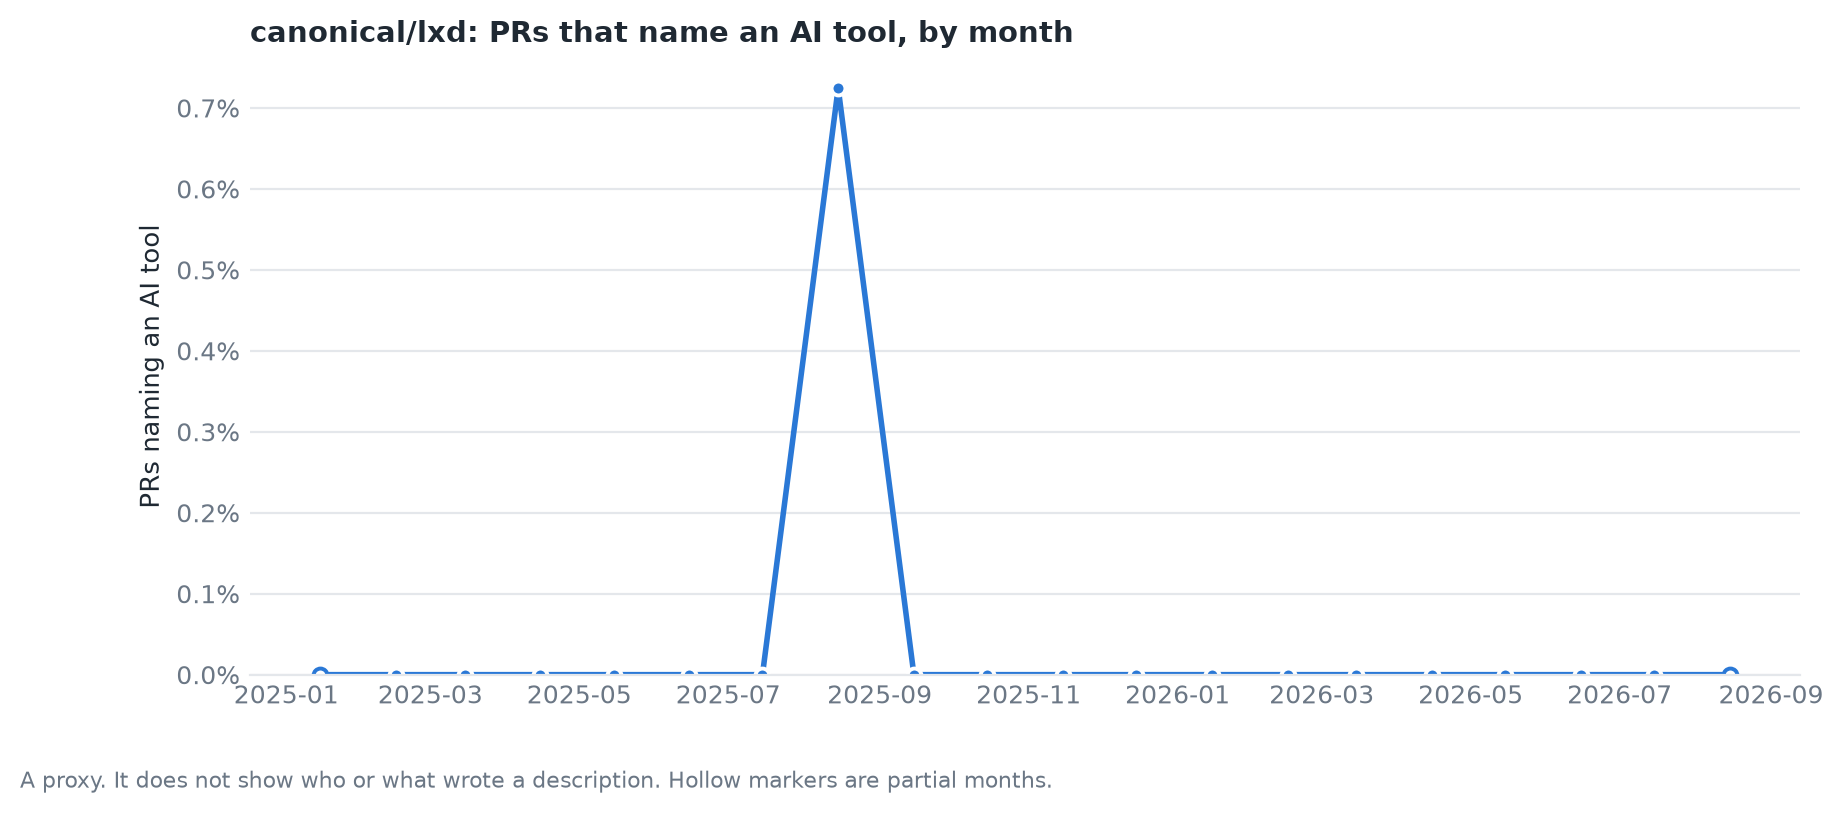 canonical/lxd: PRs that name an AI tool, by month
PRs naming an AI tool
0.7%
0.6%
0.5%
0.4%
0.3%
0.2%
0.1%
0.0%
2025-01 2025-03 2025-05 2025-07 2025-09 2025-11 2026-01 2026-03 2026-05 2026-07 2026-09
A proxy. It does not show who or what wrote a description. Hollow markers are partial months.